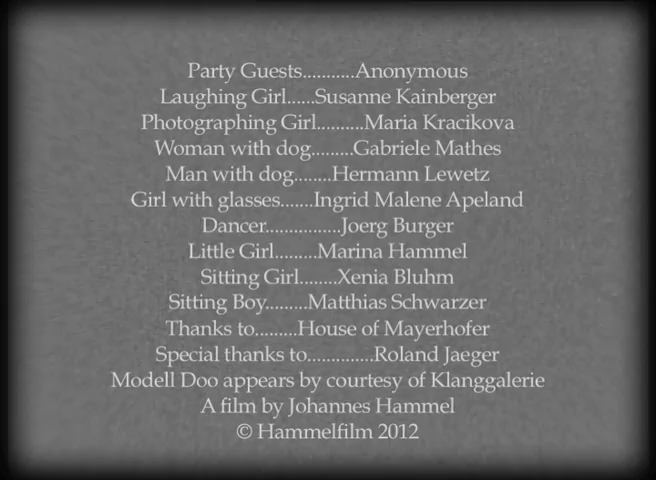 Party Guests...........Anonymous
Laughing Girl......Susanne Kainberger
Photographing Girl..........Maria Kracikova
Woman with dog.........Gabriele Mathes
Man with dog........Hermann Lewetz
Girl with glasses.......Ingrid Malene Apeland
Dancer................Joerg Burger
Little Girl.........Marina Hammel
Sitting Girl........Xenia Bluhm
Sitting Boy.........Matthias Schwarzer
Thanks to.........House of Mayerhofer
Special thanks to..............Roland Jaeger
Modell Doo appears by courtesy of Klanggalerie
A film by Johannes Hammel
© Hammelfilm 2012